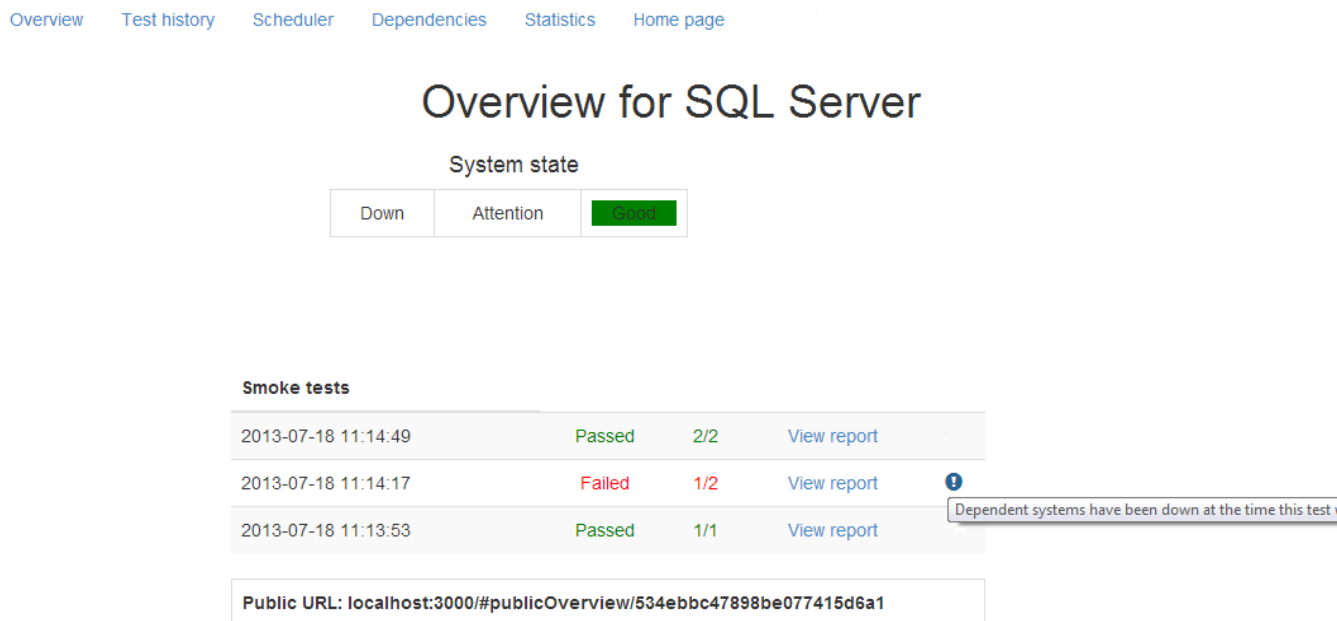 Overview Test history Scheduler Dependencies Statistics Home page
Overview for SQL Server
System state
Down Attention Good
Smoke tests
2013-07-18 11:14:49 Passed 2/2 View report
2013-07-18 11:14:17 Failed 1/2 View report
Dependent systems have been down at the time this test
2013-07-18 11:13:53 Passed 1/1 View report
Public URL: localhost:3000/#publicOverview/534ebbc47898be077415d6a1